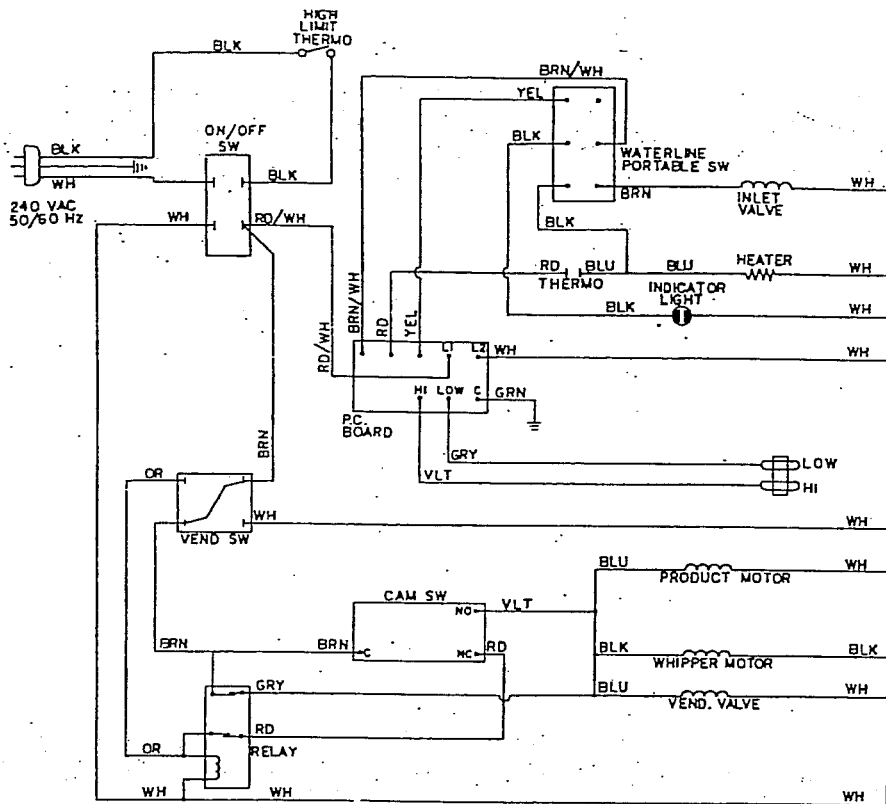 HIGH
LIMIT
THERMO
BLK
BRN/WH
YEL
ON/OFF
SW
BLK
WH
BLK
BLK
WATERLINE
PORTABLE SW
240 VAC
50/60 HZ
WH
RD/WH
BRN
INLET
VALVE
WH
BLK
RD
THERMO
BLU
BLU
HEATER
WH
INDICATOR
LIGHT
BLK
WH
BRN/WH
RD
YEL
RD/WH
L1
L2
WH
HI
LOW
C
GRN
P.C.
BOARD
BRN
GRY
VLT
LOW
HI
OR
WH
WH
VEND SW
BLU
PRODUCT MOTOR
WH
CAM SW
NO
VLT
BRN
BRN
C
NC
RD
BLK
WHIPPER MOTOR
BLK
GRY
BLU
VEND. VALVE
WH
RD
OR
RELAY
WH
WH
WH